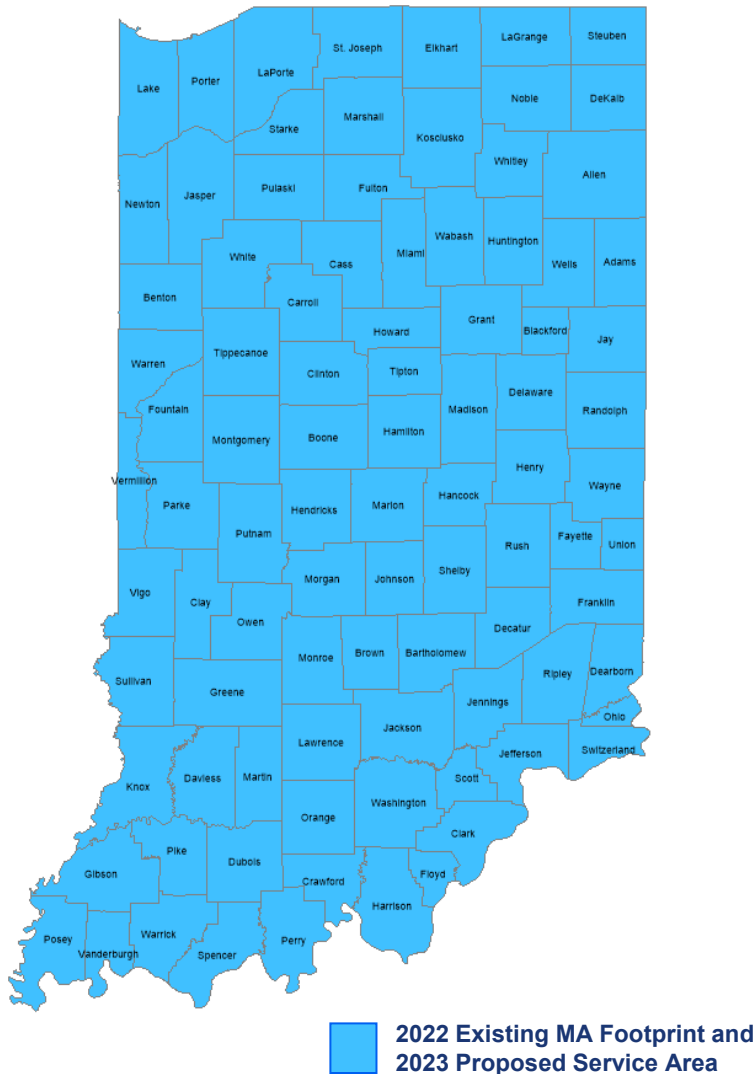 St. Joseph
Elkhart
LaGrange
Steuben
Lake
Porter
LaPorte
Noble
DeKalb
Starke
Marshall
Kosciusko
Whitley
Allen
Newton
Jasper
Pulaski
Fulton
Miami
Wabash
Huntington
Wells
Adams
White
Cass
Benton
Carroll
Grant
Blackford
Jay
Howard
Warren
Tippecanoe
Clinton
Tipton
Delaware
Fountain
Madison
Randolph
Montgomery
Boone
Hamilton
Henry
Vermillion
Wayne
Parke
Hendricks
Marion
Hancock
Putnam
Rush
Fayette
Union
Shelby
Vigo
Clay
Morgan
Johnson
Franklin
Owen
Decatur
Monroe
Brown
Bartholomew
Ripley
Dearborn
Sullivan
Greene
Jennings
Ohio
Lawrence
Jackson
Jefferson
Switzerland
Knox
Daviess
Martin
Scott
Washington
Orange
Clark
Pike
Dubois
Gibson
Crawford
Floyd
Harrison
Posey
Vanderburgh
Warrick
Spencer
Perry
2022 Existing MA Footprint and
2023 Proposed Service Area